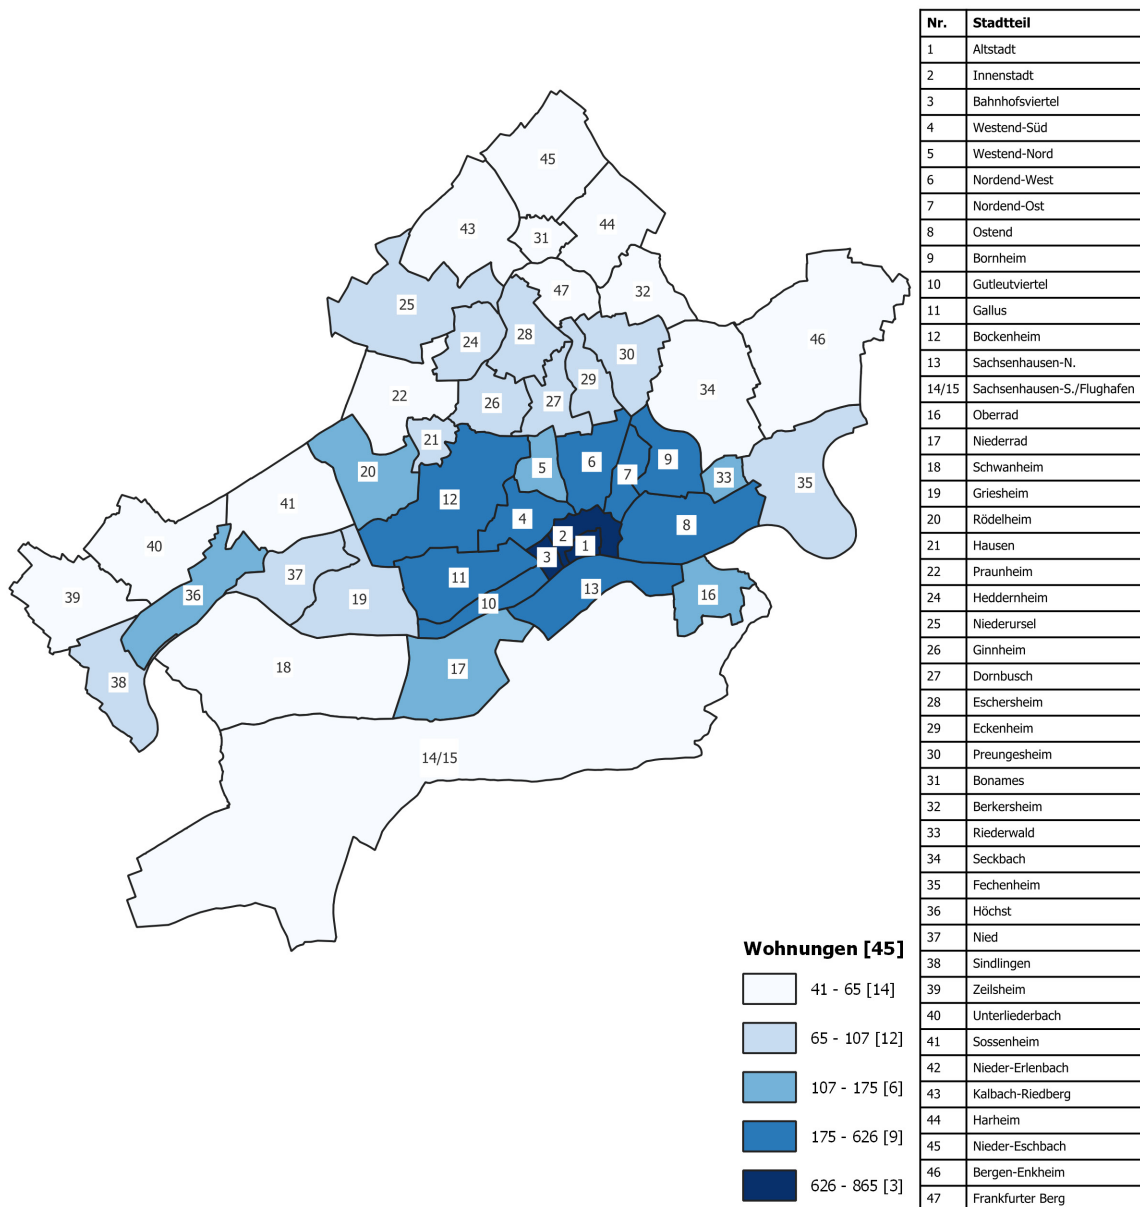 45
43
44
31
25
47
32
46
28
24
30
34
29
22
26
27
21
20
9
6
5
7
33
35
12
41
4
8
2
1
3
40
37
11
13
36
39
19
10
16
18
17
38
14/15
Nr. Stadtteil
1 Altstadt
2 Innenstadt
3 Bahnhofsviertel
4 Westend-Süd
5 Westend-Nord
6 Nordend-West
7 Nordend-Ost
8 Ostend
9 Bornheim
10 Gutleutviertel
11 Gallus
12 Bockenheim
13 Sachsenhausen-N.
14/15 Sachsenhausen-S./Flughafen
16 Oberrad
17 Niederrad
18 Schwanheim
19 Griesheim
20 Rödelheim
21 Hausen
22 Praunheim
24 Heddernheim
25 Niederursel
26 Ginnheim
27 Dornbusch
28 Eschersheim
29 Eckenheim
30 Preungesheim
31 Bonames
32 Berkersheim
33 Riederwald
34 Seckbach
35 Fechenheim
36 Höchst
37 Nied
38 Sindlingen
39 Zeilsheim
40 Unterliederbach
41 Sossenheim
42 Nieder-Erlenbach
43 Kalbach-Riedberg
44 Harheim
45 Nieder-Eschbach
46 Bergen-Enkheim
47 Frankfurter Berg
Wohnungen [45]
41 - 65 [14]
65 - 107 [12]
107 - 175 [6]
175 - 626 [9]
626 - 865 [3]